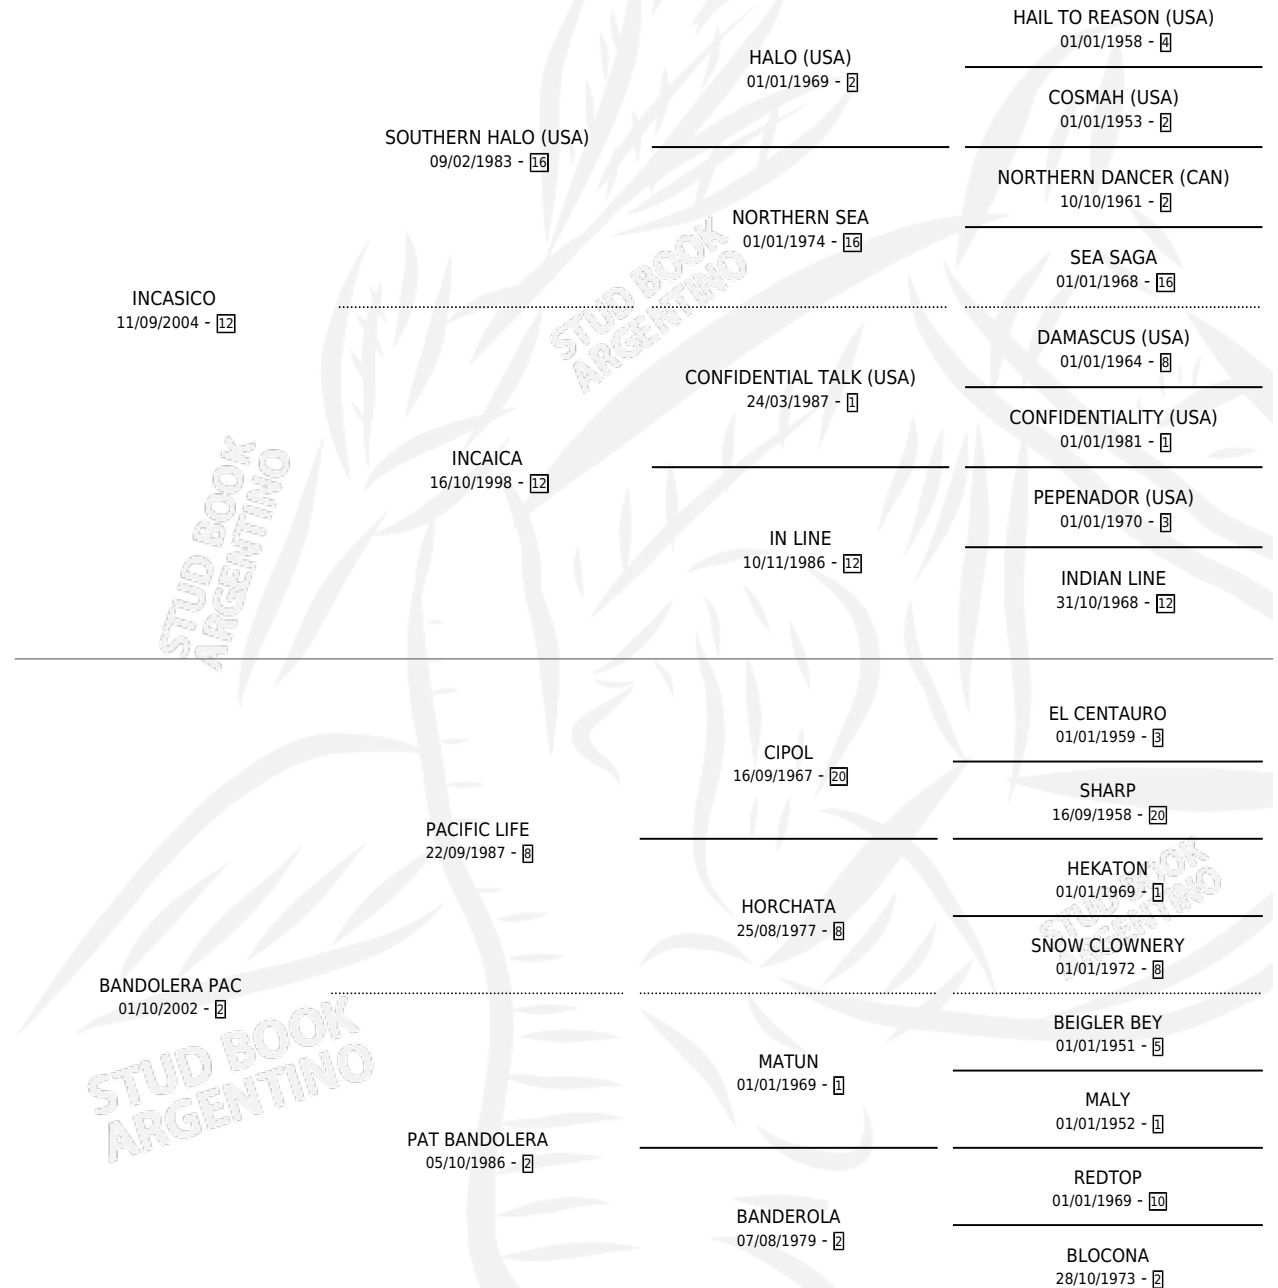 HAIL TO REASON (USA)
01/01/1958 - 4
HALO (USA)
01/01/1969 - 2
COSMAH (USA)
01/01/1953 - 2
SOUTHERN HALO (USA)
09/02/1983 - 16
NORTHERN DANCER (CAN)
10/10/1961 - 2
NORTHERN SEA
01/01/1974 - 16
SEA SAGA
01/01/1968 - 16
INCASICO
11/09/2004 - 12
STUD BOOK
ARGENTINO
DAMASCUS (USA)
01/01/1964 - 8
CONFIDENTIAL TALK (USA)
24/03/1987 - 1
CONFIDENTIALITY (USA)
01/01/1981 - 1
INCAICA
16/10/1998 - 12
PEPENADOR (USA)
01/01/1970 - 3
IN LINE
10/11/1986 - 12
INDIAN LINE
31/10/1968 - 12
STUD BOOK
ARGENTINO
EL CENTAURO
01/01/1959 - 3
CIPOL
16/09/1967 - 20
SHARP
16/09/1958 - 20
PACIFIC LIFE
22/09/1987 - 8
HEKATON
01/01/1969 - 1
HORCHATA
25/08/1977 - 8
SNOW CLOWNERY
01/01/1972 - 8
STUD BOOK
ARGENTINO
BANDOLERA PAC
01/10/2002 - 2
BEIGLER BEY
01/01/1951 - 5
MATUN
01/01/1969 - 1
MALY
01/01/1952 - 1
STUD BOOK
ARGENTINO
PAT BANDOLERA
05/10/1986 - 2
REDTOP
01/01/1969 - 10
BANDEROLA
07/08/1979 - 2
BLOCONA
28/10/1973 - 2